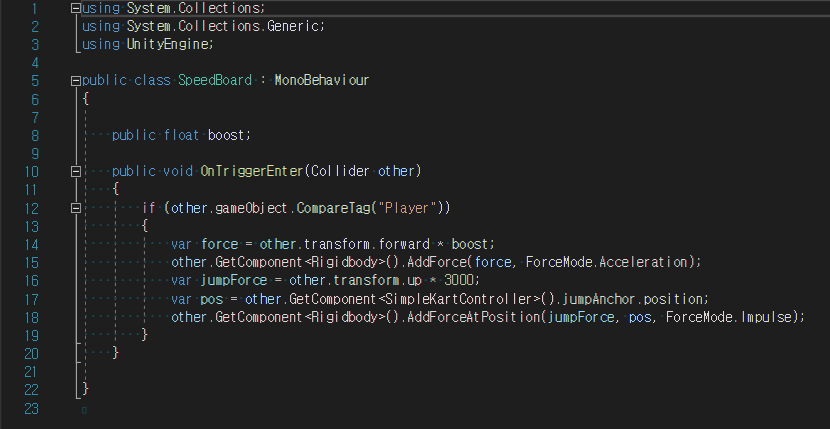 1 using System.Collections;
2 using System.Collections.Generic;
3 using UnityEngine;
4
5 public class SpeedBoard : MonoBehaviour
6 {
7
8 public float boost;
9
10 public void OnTriggerEnter(Collider other)
11 {
12 if (other.gameObject.CompareTag("Player"))
13 {
14 var force = other.transform.forward * boost;
15 other.GetComponent<Rigidbody>().AddForce(force, ForceMode.Acceleration);
16 var jumpForce = other.transform.up * 3000;
17 var pos = other.GetComponent<SimpleKartController>().jumpAnchor.position;
18 other.GetComponent<Rigidbody>().AddForceAtPosition(jumpForce, pos, ForceMode.Impulse);
19 }
20 }
21
22 }
23